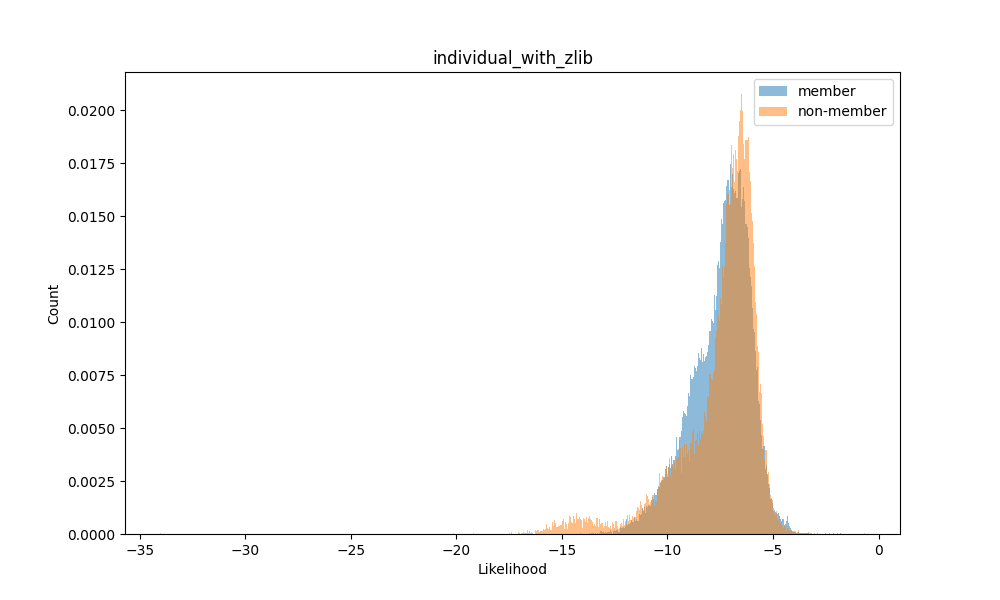 individual_with_zlib
member
non-member
0.0200
0.0175
0.0150
0.0125
0.0100
0.0075
0.0050
0.0025
0.0000
Count
−35 −30 −25 −20 −15 −10 −5 0
Likelihood